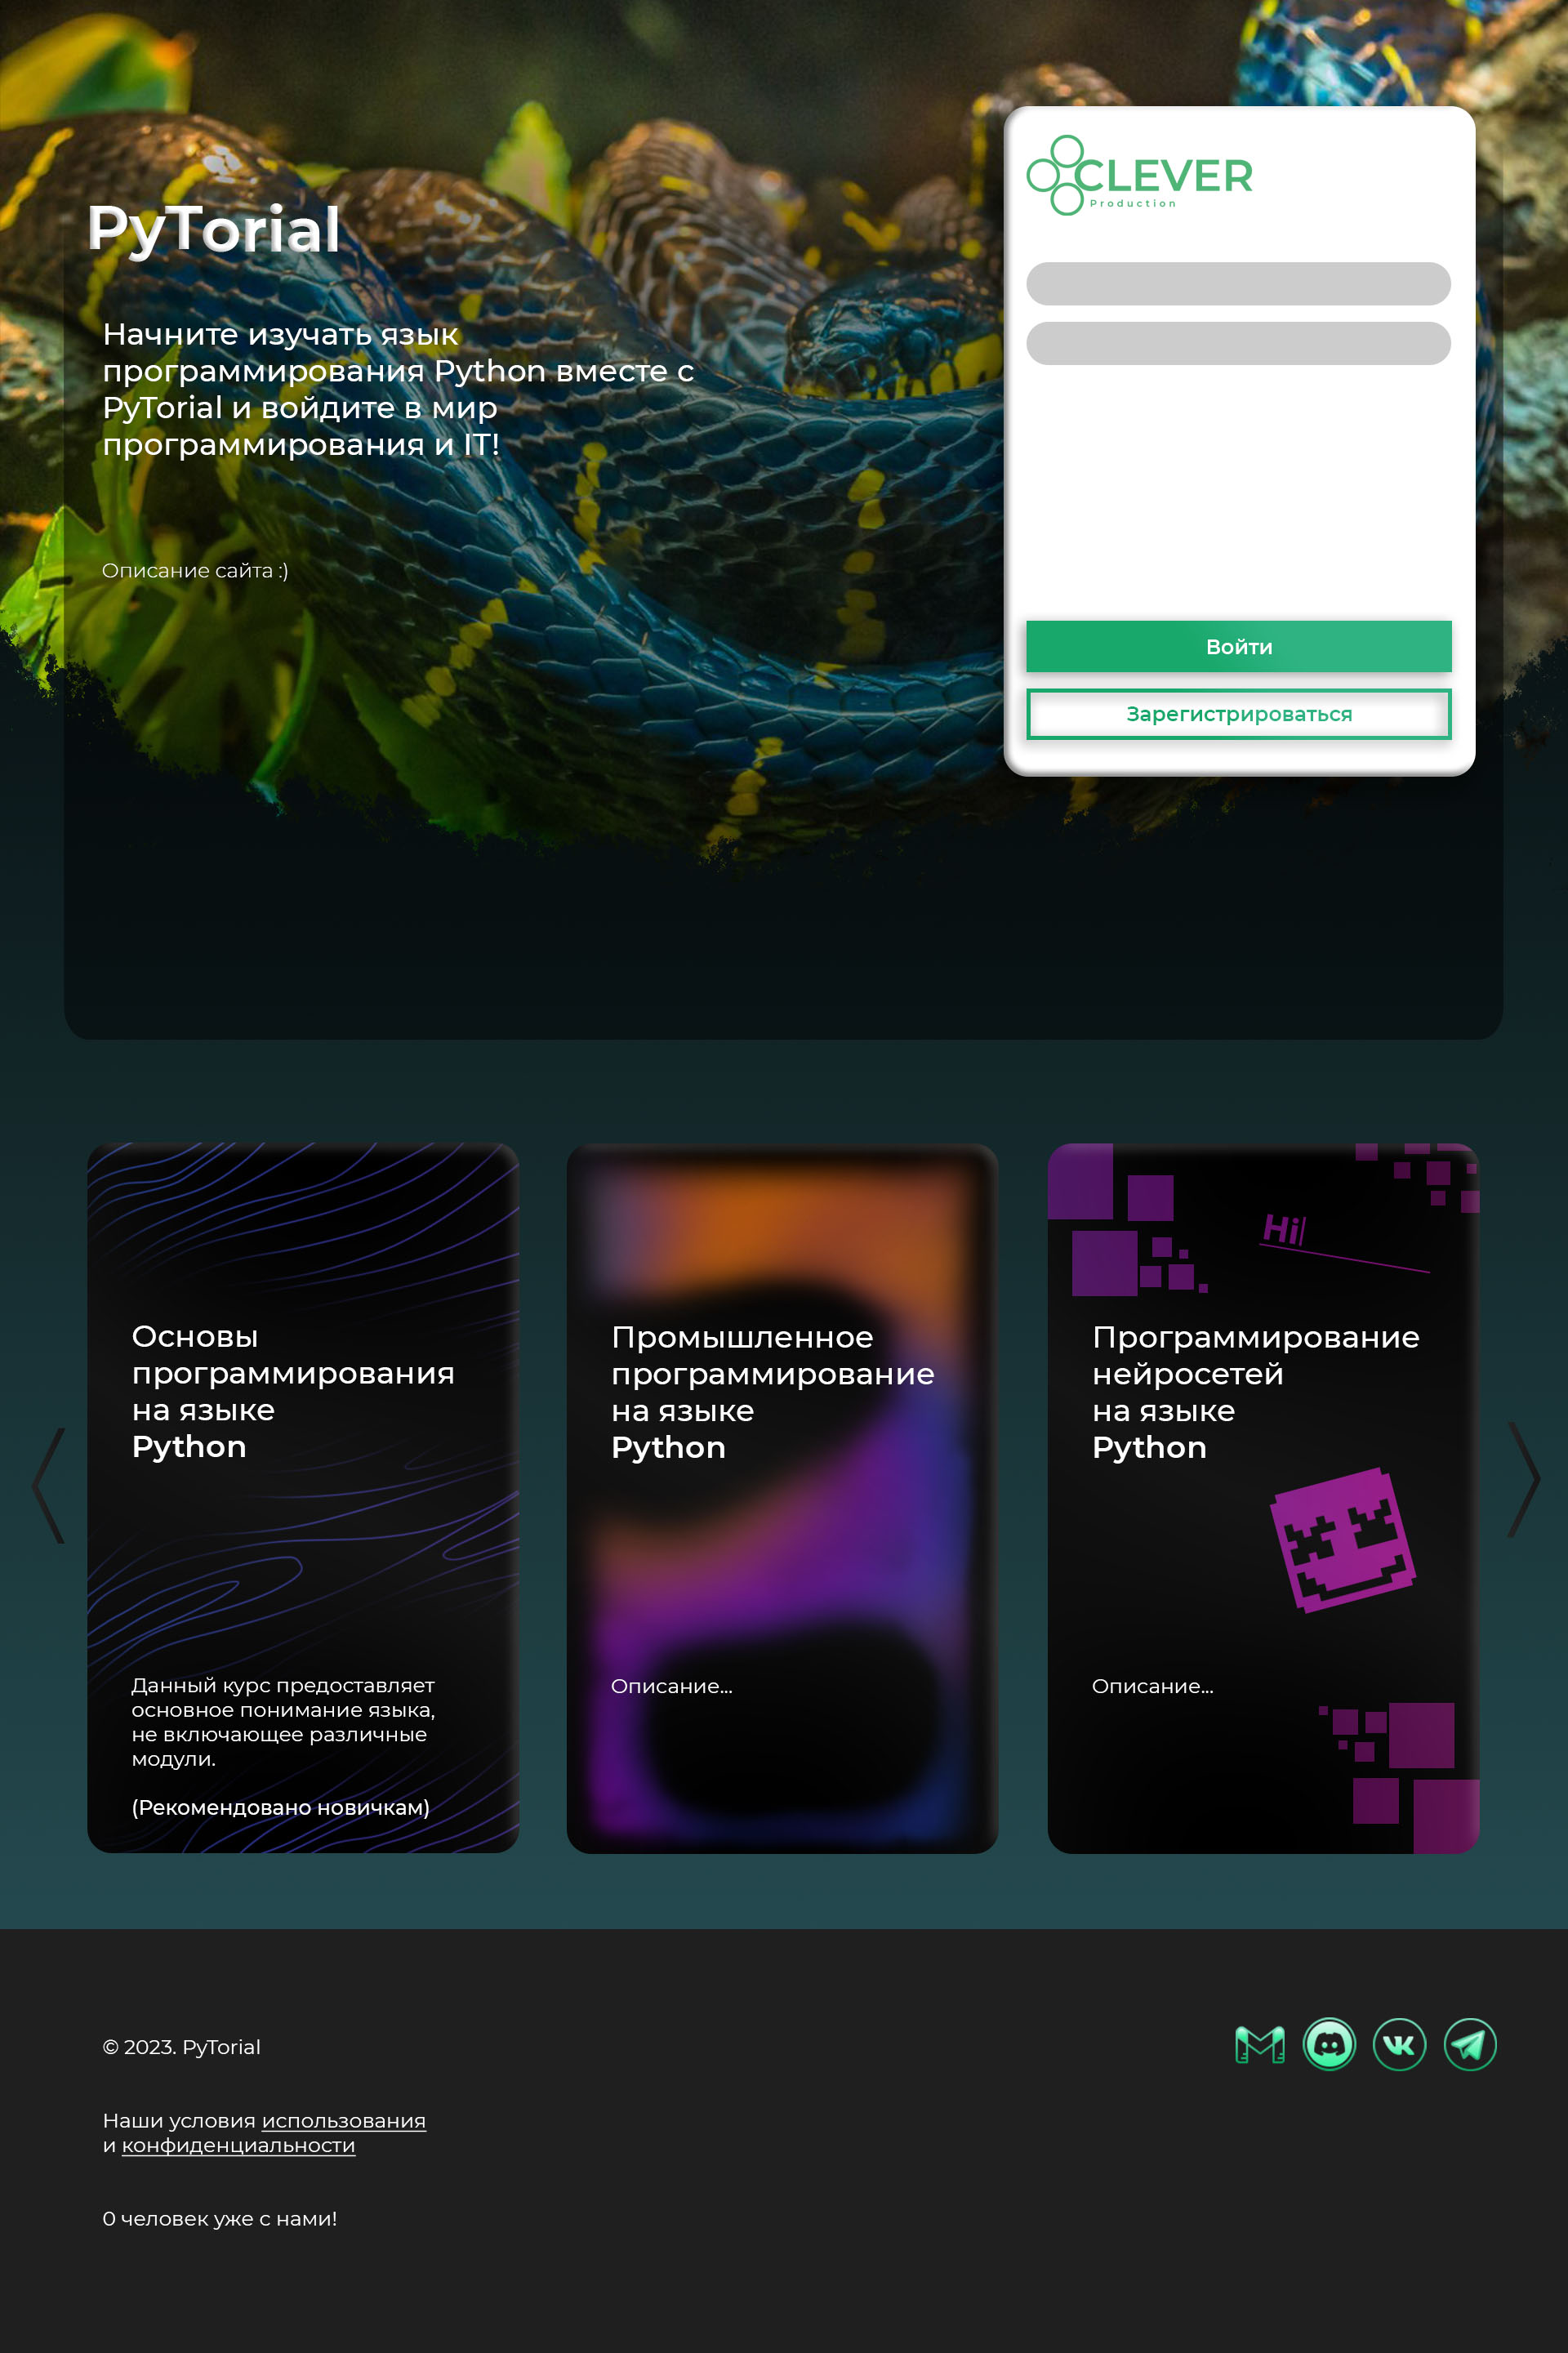 PyTorial
Начните изучать язык
программирования Python вместе с
PyTorial и войдите в мир
программирования и IT!
Описание сайта :)
CLEVER
Production
Войти
Зарегистрироваться
Основы
программирования
на языке
Python
Данный курс предоставляет
основное понимание языка,
не включающее различные
модули.
(Рекомендовано новичкам)
Промышленное
программирование
на языке
Python
Описание...
Hi
Программирование
нейросетей
на языке
Python
Описание...
© 2023. PyTorial
Наши условия использования
и конфиденциальности
0 человек уже с нами!